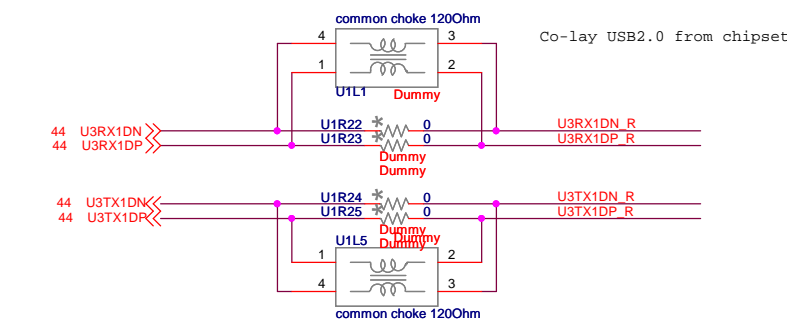 common choke 120Ohm
Co-lay USB2.0 from chipset
4 3
1 2
U1L1 Dummy
44 U3RX1DN U1R22 * 0 U3RX1DN_R
44 U3RX1DP U1R23 * 0 U3RX1DP_R
Dummy
Dummy
44 U3TX1DN U1R24 * 0 U3TX1DN_R
44 U3TX1DP U1R25 * 0 U3TX1DP_R
Dummy
U1L5 Dummy Dummy
1 2
4 3
common choke 120Ohm